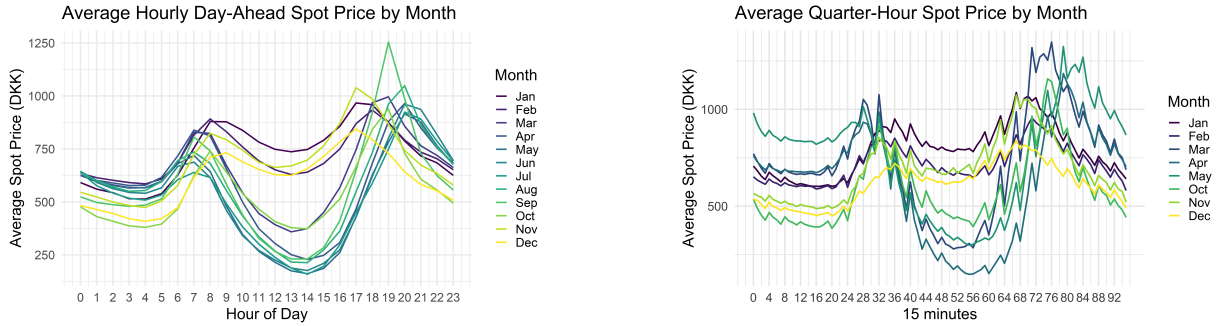 Average Hourly Day-Ahead Spot Price by Month
Average Spot Price (DKK)
1250
1000
750
500
250
0 1 2 3 4 5 6 7 8 9 10 11 12 13 14 15 16 17 18 19 20 21 22 23
Hour of Day
Month
Jan
Feb
Mar
Apr
May
Jun
Jul
Aug
Sep
Oct
Nov
Dec
Average Quarter-Hour Spot Price by Month
Average Spot Price (DKK)
1000
500
0 4 8 12 16 20 24 28 32 36 40 44 48 52 56 60 64 68 72 76 80 84 88 92
15 minutes
Month
Jan
Feb
Mar
Apr
May
Oct
Nov
Dec